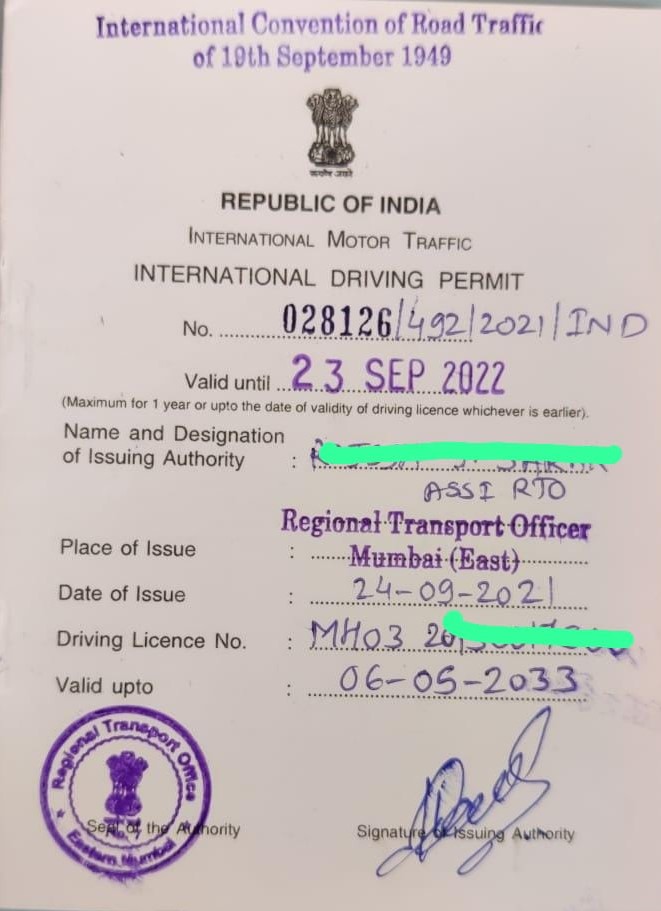 International Convention of Road Traffic
of 19th September 1949
सत्यमेव जयते
REPUBLIC OF INDIA
INTERNATIONAL MOTOR TRAFFIC
INTERNATIONAL DRIVING PERMIT
No. 028126/492/2021/IND
Valid until 23 SEP 2022
(Maximum for 1 year or upto the date of validity of driving licence whichever is earlier).
Name and Designation
of Issuing Authority :
ASSI RTO
Regional Transport Officer
Place of Issue : Mumbai (East)
Date of Issue : 24-09-2021
Driving Licence No. : MH03
Valid upto : 06-05-2033
Regional Transport Office
Eastern Mumbai
Seal of the Authority
Signature of Issuing Authority